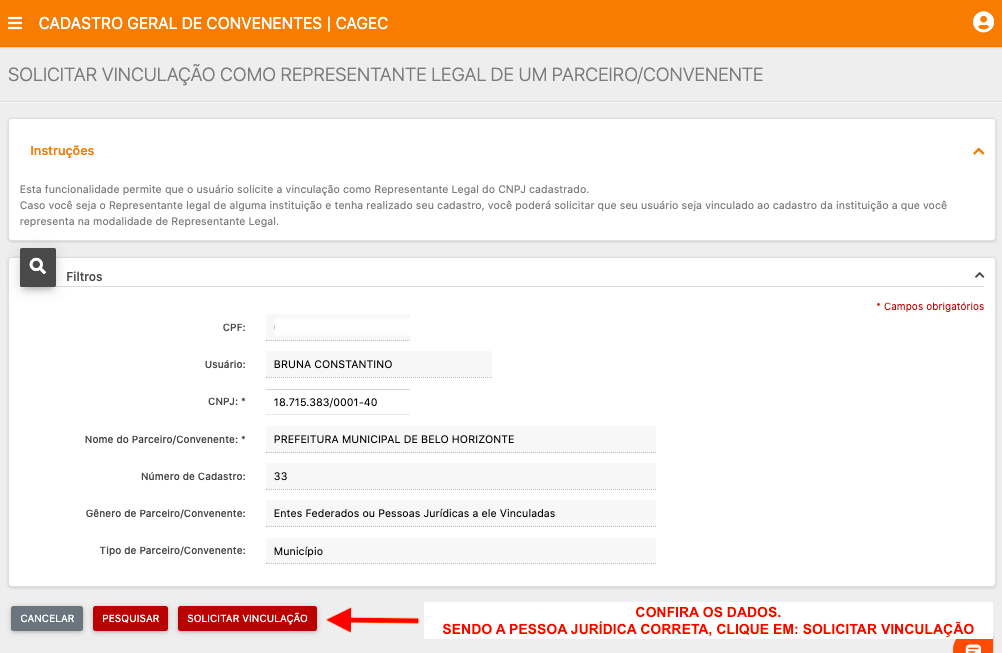 CADASTRO GERAL DE CONVENENTES | CAGEC
SOLICITAR VINCULAÇÃO COMO REPRESENTANTE LEGAL DE UM PARCEIRO/CONVENENTE
Instruções
Esta funcionalidade permite que o usuário solicite a vinculação como Representante Legal do CNPJ cadastrado.
Caso você seja o Representante legal de alguma instituição e tenha realizado seu cadastro, você poderá solicitar que seu usuário seja vinculado ao cadastro da instituição a que você
representa na modalidade de Representante Legal.
Filtros
* Campos obrigatórios
CPF:
Usuário: BRUNA CONSTANTINO
CNPJ: * 18.715.383/0001-40
Nome do Parceiro/Convenente: * PREFEITURA MUNICIPAL DE BELO HORIZONTE
Número de Cadastro: 33
Gênero de Parceiro/Convenente: Entes Federados ou Pessoas Jurídicas a ele Vinculadas
Tipo de Parceiro/Convenente: Município
CANCELAR PESQUISAR SOLICITAR VINCULAÇÃO
CONFIRA OS DADOS.
SENDO A PESSOA JURÍDICA CORRETA, CLIQUE EM: SOLICITAR VINCULAÇÃO